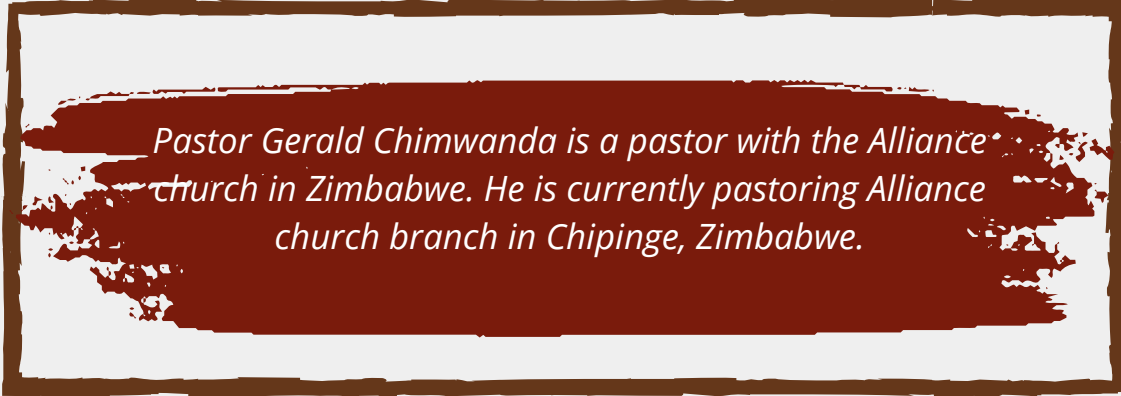 Pastor Gerald Chimwanda is a pastor with the Alliance
church in Zimbabwe. He is currently pastoring Alliance
church branch in Chipinge, Zimbabwe.